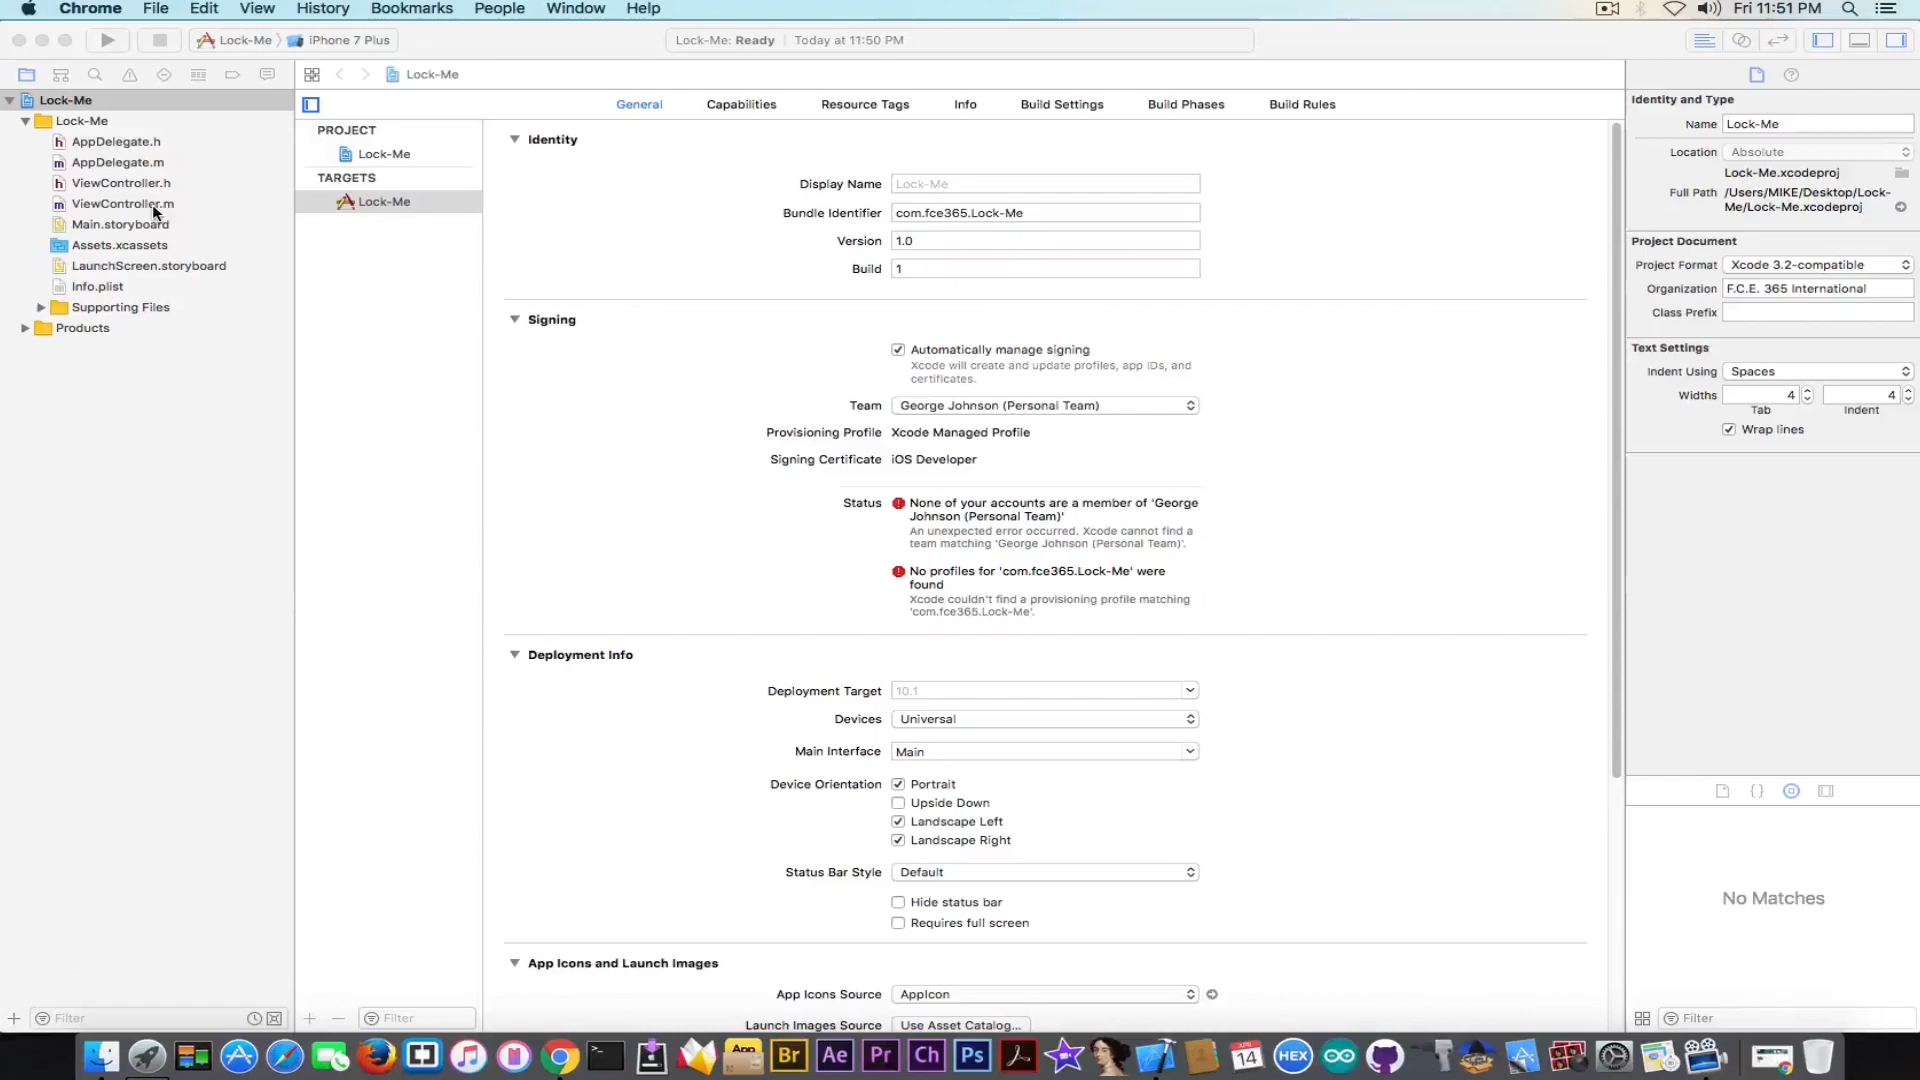 Chrome File Edit View History Bookmarks People Window Help Fri 11:51 PM
Lock-Me iPhone 7 Plus Lock-Me: Ready Today at 11:50 PM
Lock-Me
Lock-Me
Lock-Me
AppDelegate.h
AppDelegate.m
ViewController.h
ViewController.m
Main.storyboard
Assets.xcassets
LaunchScreen.storyboard
Info.plist
Supporting Files
Products
Filter
General Capabilities Resource Tags Info Build Settings Build Phases Build Rules
PROJECT
Lock-Me
TARGETS
Lock-Me
Filter
Identity
Display Name Lock-Me
Bundle Identifier com.fce365.Lock-Me
Version 1.0
Build 1
Signing
Automatically manage signing
Xcode will create and update profiles, app IDs, and
certificates.
Team George Johnson (Personal Team)
Provisioning Profile Xcode Managed Profile
Signing Certificate iOS Developer
Status None of your accounts are a member of 'George
Johnson (Personal Team)'
An unexpected error occurred. Xcode cannot find a
team matching 'George Johnson (Personal Team)'.
No profiles for 'com.fce365.Lock-Me' were
found
Xcode couldn't find a provisioning profile matching
'com.fce365.Lock-Me'.
Deployment Info
Deployment Target 10.1
Devices Universal
Main Interface Main
Device Orientation Portrait
Upside Down
Landscape Left
Landscape Right
Status Bar Style Default
Hide status bar
Requires full screen
App Icons and Launch Images
App Icons Source AppIcon
Launch Images Source Use Asset Catalog...
Identity and Type
Name Lock-Me
Location Absolute
Lock-Me.xcodeproj
Full Path /Users/MIKE/Desktop/Lock-
Me/Lock-Me.xcodeproj
Project Document
Project Format Xcode 3.2-compatible
Organization F.C.E. 365 International
Class Prefix
Text Settings
Indent Using Spaces
Widths 4 4
Tab Indent
Wrap lines
{ }
No Matches
Filter
App Br Ae Pr Ch Ps 14 HEX